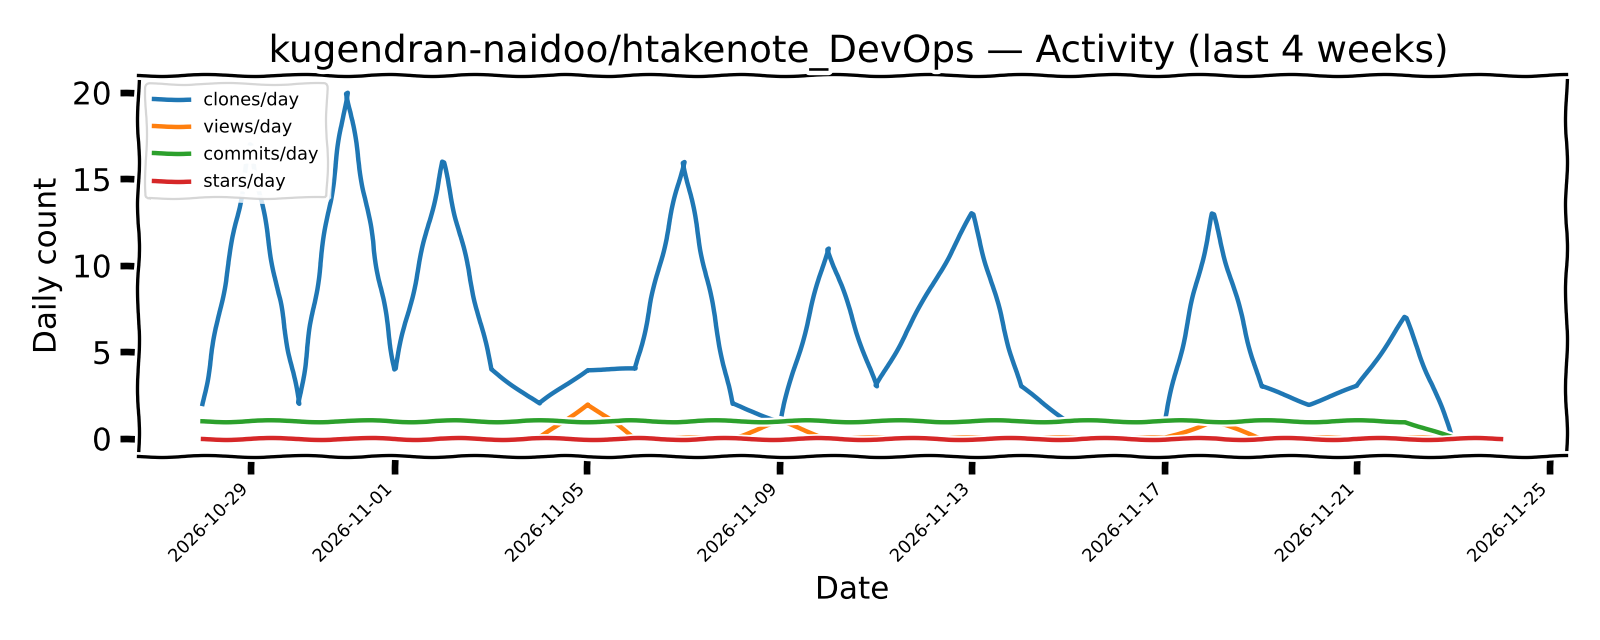 kugendran-naidoo/htakenote_DevOps — Activity (last 4 weeks)
clones/day
views/day
commits/day
stars/day
Daily count
20
15
10
5
0
2026-10-29
2026-11-01
2026-11-05
2026-11-09
2026-11-13
2026-11-17
2026-11-21
2026-11-25
Date